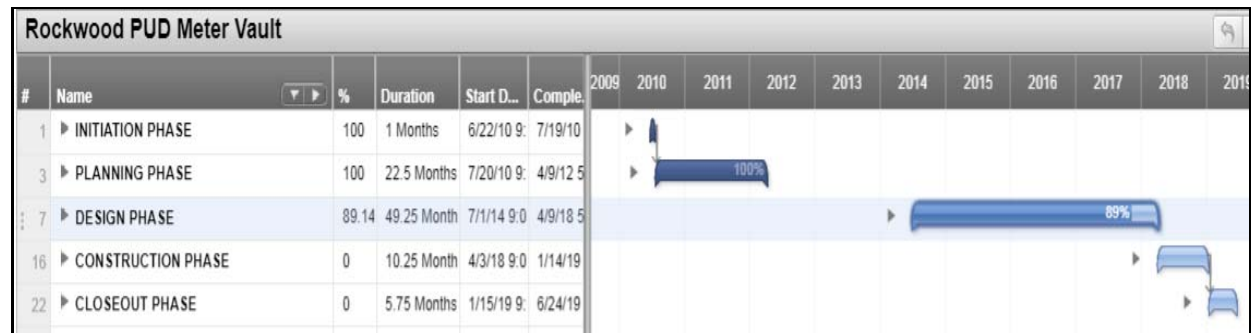 Rockwood PUD Meter Vault
# Name % Duration Start D... Comple. 2009 2010 2011 2012 2013 2014 2015 2016 2017 2018 2019
1 INITIATION PHASE 100 1 Months 6/22/10 9: 7/19/10
3 PLANNING PHASE 100 22.5 Months 7/20/10 9: 4/9/12 5 100%
7 DESIGN PHASE 89.14 49.25 Month 7/1/14 9:0 4/9/18 5 89%
16 CONSTRUCTION PHASE 0 10.25 Month 4/3/18 9:0 1/14/19
22 CLOSEOUT PHASE 0 5.75 Months 1/15/19 9: 6/24/19